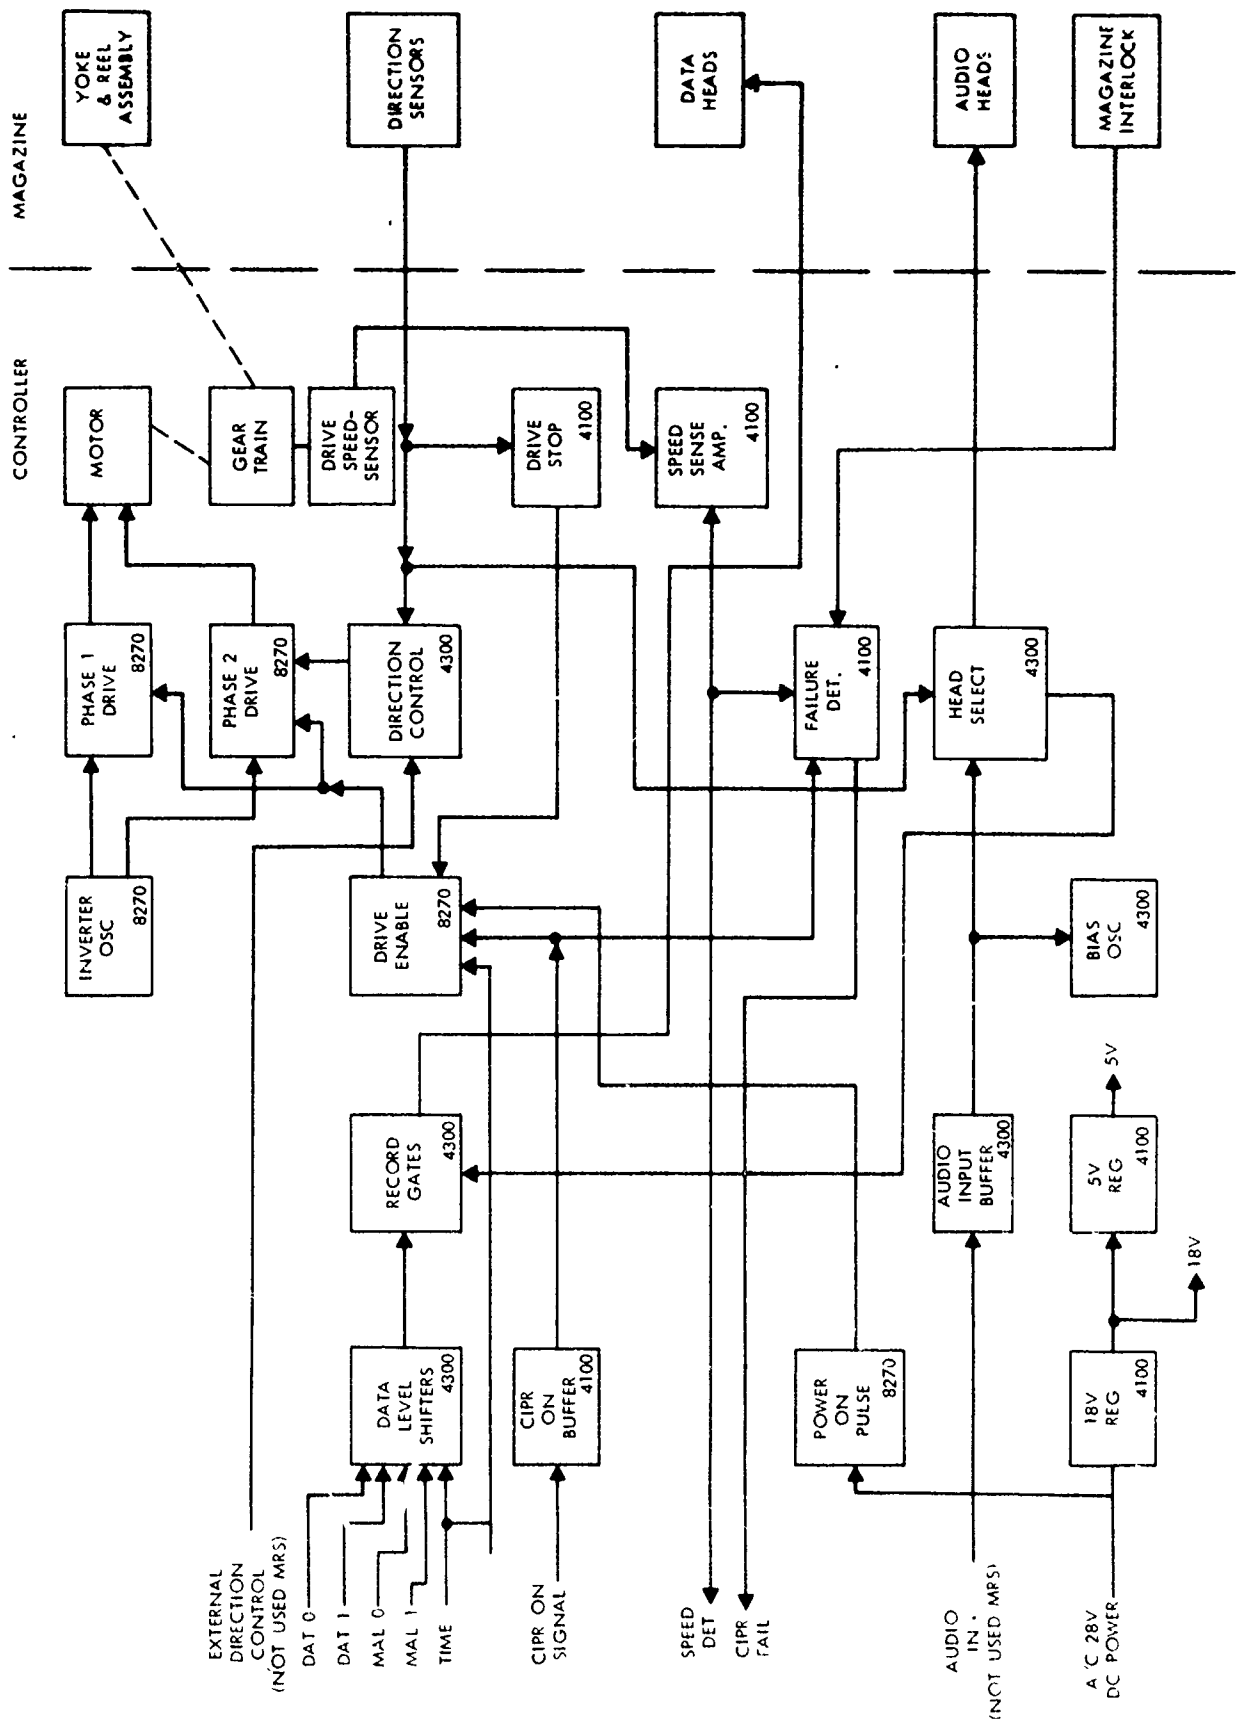 MAGAZINE
YOKE
& REEL
ASSEMBLY
DIRECTION
SENSORS
DATA
HEADS
AUDIO
HEADS
MAGAZINE
INTERLOCK
CONTROLLER
MOTOR
GEAR
TRAIN
DRIVE
SPEED-
SENSOR
DRIVE
STOP
4100
SPEED
SENSE
AMP.
4100
PHASE 1
DRIVE
8270
PHASE 2
DRIVE
8270
DIRECTION
CONTROL
4300
FAILURE
DET.
4100
HEAD
SELECT
4300
INVERTER
OSC
8270
DRIVE
ENABLE
8270
BIAS
OSC
4300
RECORD
GATES
4300
AUDIO
INPUT
BUFFER
4300
5V
REG
4100
5V
DATA
LEVEL
SHIFTERS
4300
CIPR
ON
BUFFER
4100
POWER
ON
PULSE
8270
18V
REG
4100
18V
EXTERNAL
DIRECTION
CONTROL
(NOT USED MRS)
DAT 0
DAT 1
MAL 0
MAL 1
TIME
CIPR ON
SIGNAL
SPEED
DET
CIPR
FAIL
AUDIO
IN.
(NOT USED MRS)
A/C 28V
DC POWER